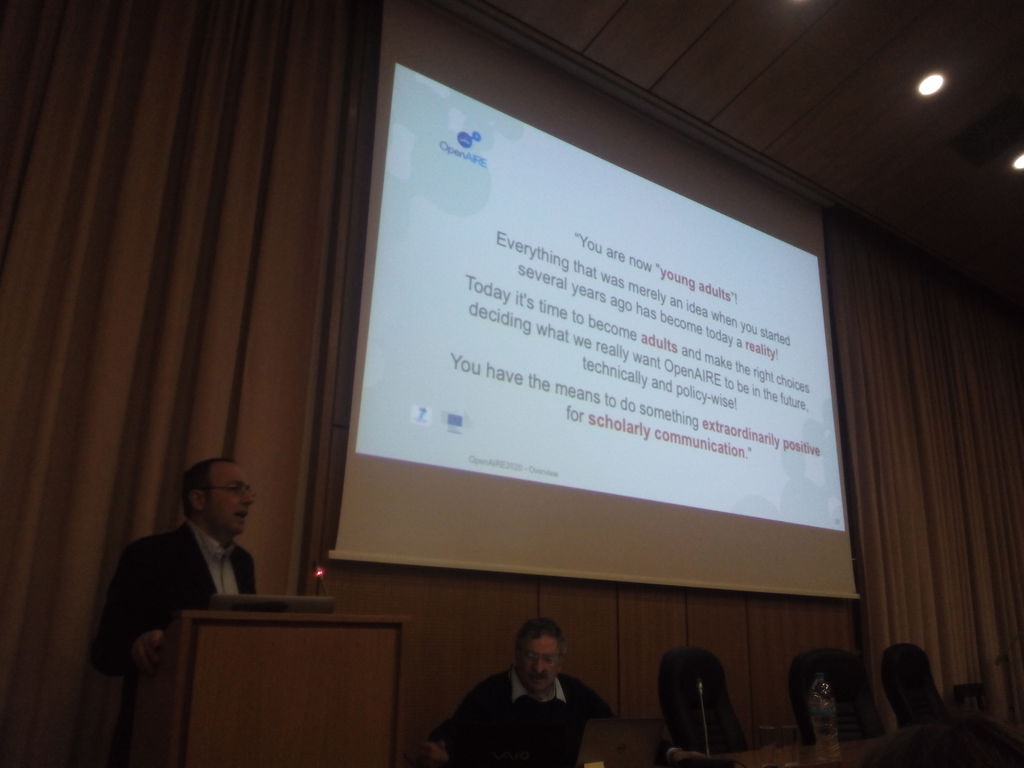 OpenAIRE
"You are now "young adults"!
Everything that was merely an idea when you started
several years ago has become today a reality!
Today it's time to become adults and make the right choices
deciding what we really want OpenAIRE to be in the future,
technically and policy-wise!
You have the means to do something extraordinarily positive
for scholarly communication."
OpenAIRE2020 - Overview
VAIO